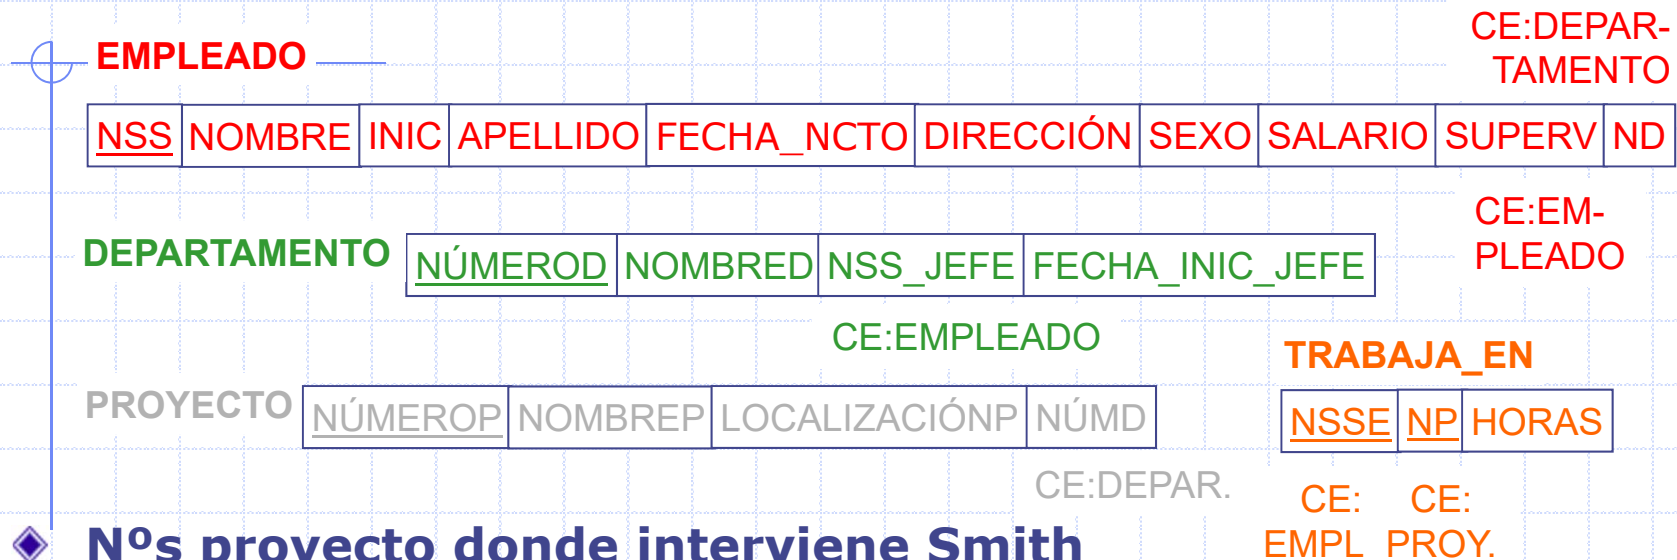 CE:DEPAR-
TAMENTO
EMPLEADO
NSS NOMBRE INIC APELLIDO FECHA_NCTO DIRECCIÓN SEXO SALARIO SUPERV ND
CE:EM-
PLEADO
DEPARTAMENTO NÚMEROD NOMBRED NSS_JEFE FECHA_INIC_JEFE
CE:EMPLEADO
TRABAJA_EN
PROYECTO NÚMEROP NOMBREP LOCALIZACIÓNP NÚMD
NSSE NP HORAS
CE:DEPAR.
CE: CE:
EMPL PROY.
Nºs proyecto donde interviene Smith